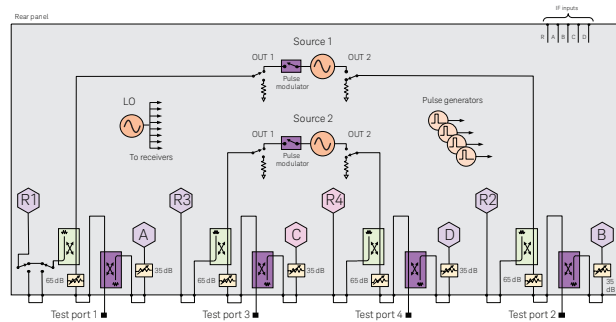 Rear panel
IF inputs
R A B C D
Source 1
OUT 1
OUT 2
Pulse
modulator
LO
To receivers
Source 2
OUT 1
OUT 2
Pulse
modulator
Pulse generators
R1
A
R3
C
R4
D
R2
B
65 dB
35 dB
65 dB
35 dB
65 dB
35 dB
65 dB
35
dB
Test port 1
Test port 3
Test port 4
Test port 2